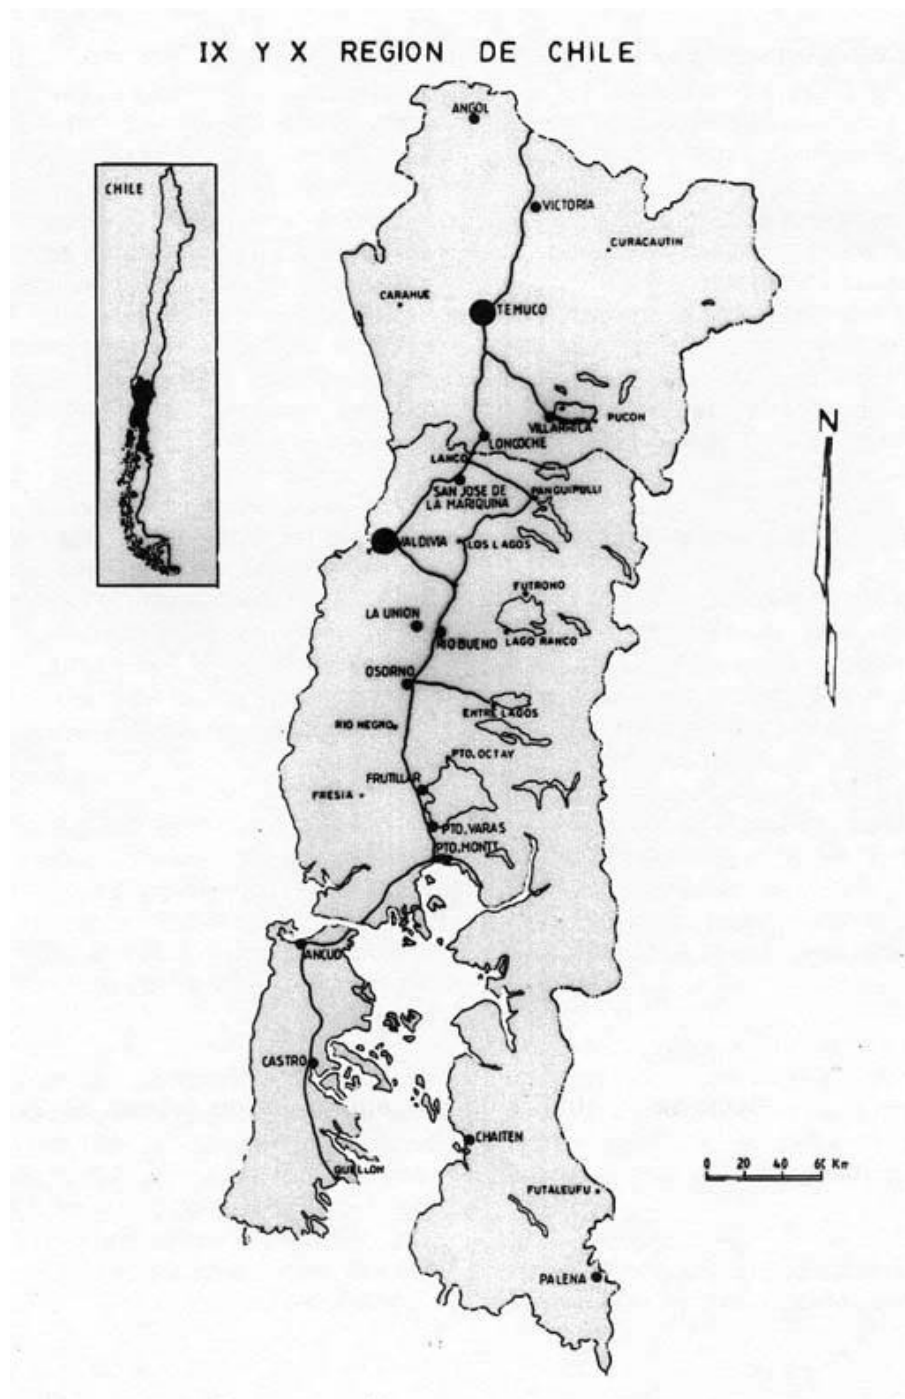 IX Y X REGION DE CHILE
ANGOL
CHILE
VICTORIA
CURACAUTIN
CARAHUE
TEMUCO
PUCON
VILLARRICA
LONCOCHE
N
LANCO
SAN JOSE DE
LA MARIQUINA
PANGUIPULLI
VALDIVIA
LOS LAGOS
FUTRONO
LA UNION
RIO BUENO
LAGO RANCO
OSORNO
ENTRE LAGOS
RIO NEGRO
PTO. OCTAY
FRUTILLAR
FRESIA
PTO. VARAS
PTO. MONTT
ANCUD
CASTRO
CHAITEN
QUELLON
0 20 40 60 Km
FUTALEUFU
PALENA